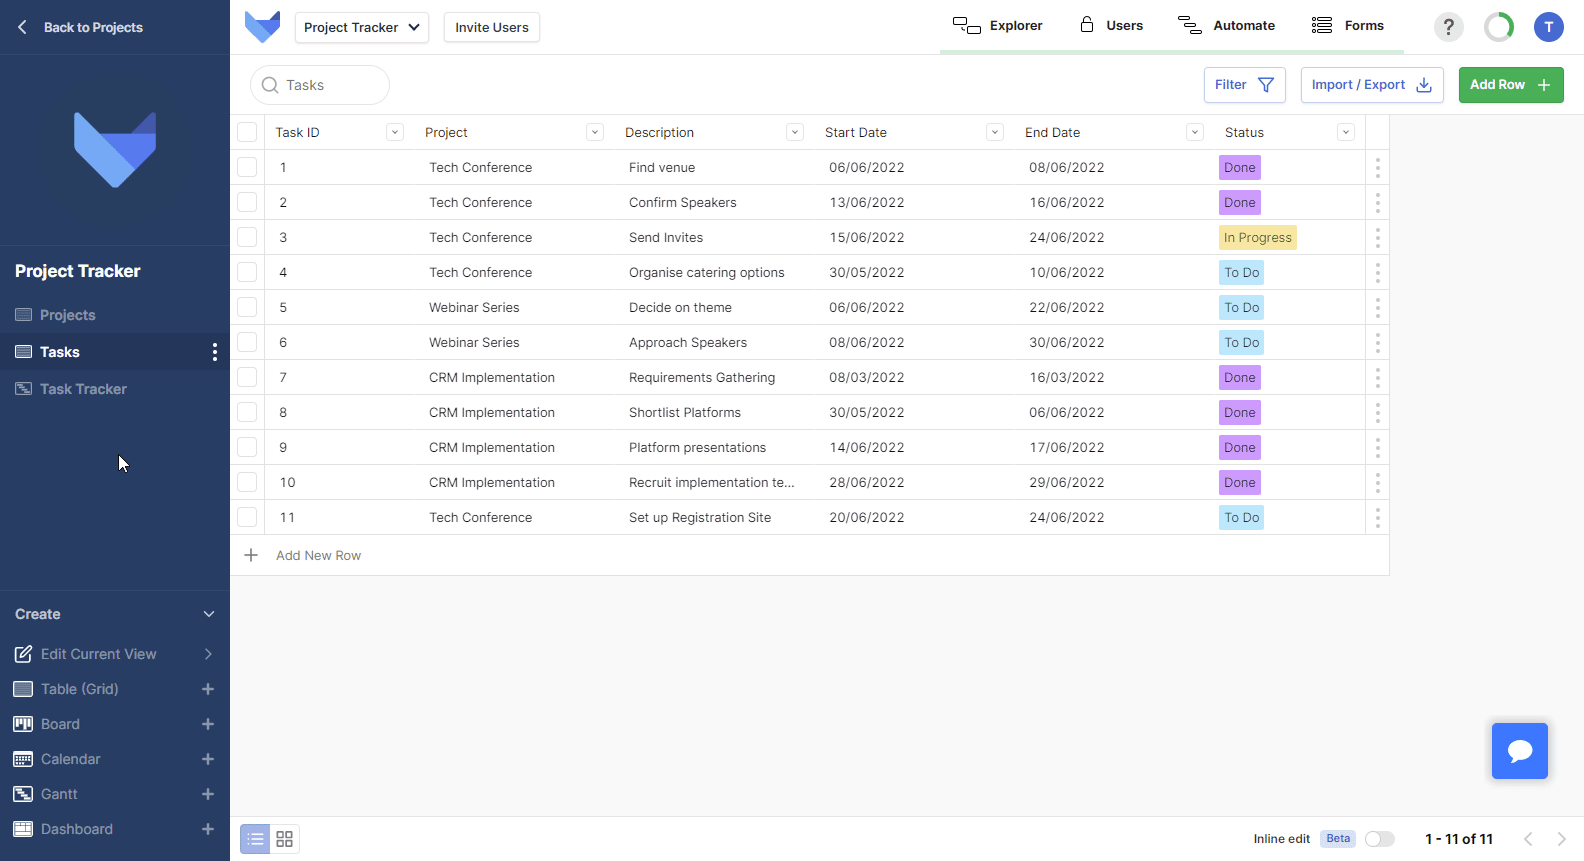 Back to Projects
Project Tracker
Invite Users
Explorer
Users
Automate
Forms
?
T
Tasks
Filter
Import / Export
Add Row
Project Tracker
Projects
Tasks
Task Tracker
Task ID Project Description Start Date End Date Status
1 Tech Conference Find venue 06/06/2022 08/06/2022 Done
2 Tech Conference Confirm Speakers 13/06/2022 16/06/2022 Done
3 Tech Conference Send Invites 15/06/2022 24/06/2022 In Progress
4 Tech Conference Organise catering options 30/05/2022 10/06/2022 To Do
5 Webinar Series Decide on theme 06/06/2022 22/06/2022 To Do
6 Webinar Series Approach Speakers 08/06/2022 30/06/2022 To Do
7 CRM Implementation Requirements Gathering 08/03/2022 16/03/2022 Done
8 CRM Implementation Shortlist Platforms 30/05/2022 06/06/2022 Done
9 CRM Implementation Platform presentations 14/06/2022 17/06/2022 Done
10 CRM Implementation Recruit implementation te... 28/06/2022 29/06/2022 Done
11 Tech Conference Set up Registration Site 20/06/2022 24/06/2022 To Do
Add New Row
Create
Edit Current View
Table (Grid)
Board
Calendar
Gantt
Dashboard
Inline edit Beta
1 - 11 of 11